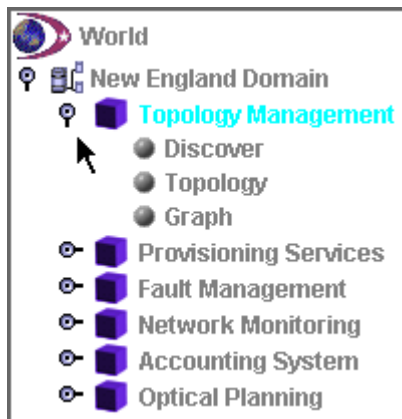 World
New England Domain
Topology Management
Discover
Topology
Graph
Provisioning Services
Fault Management
Network Monitoring
Accounting System
Optical Planning